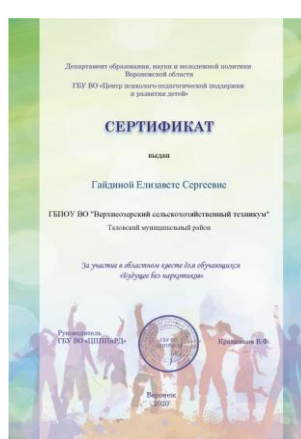 Департамент образования, науки и молодежной политики
Воронежской области
ГБУ ВО «Центр психолого-педагогической поддержки
и развития детей»
СЕРТИФИКАТ
выдан
Гайдиной Елизавете Сергеевне
ГБПОУ ВО "Верхнеозерский сельскохозяйственный техникум"
Таловский муниципальный район
За участие в областном квесте для обучающихся
«Будущее без наркотиков»
Руководитель
ГБУ ВО «ЦПППиРД»
В.Ф.
Воронеж
2020